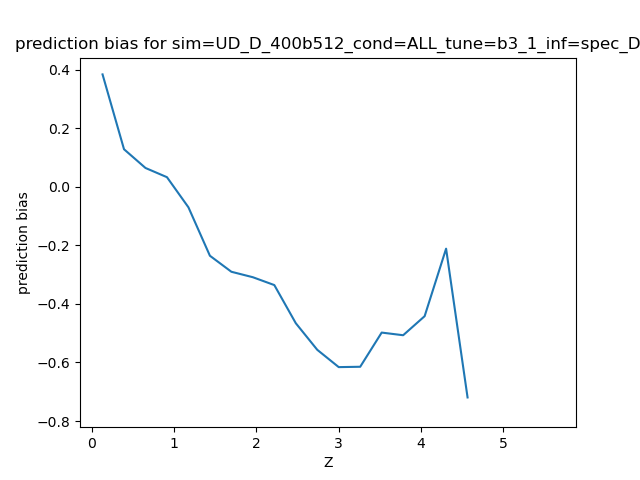 prediction bias for sim=UD_D_400b512_cond=ALL_tune=b3_1_inf=spec_D
0.4
0.2
0.0
−0.2
−0.4
−0.6
−0.8
prediction bias
0 1 2 3 4 5
Z